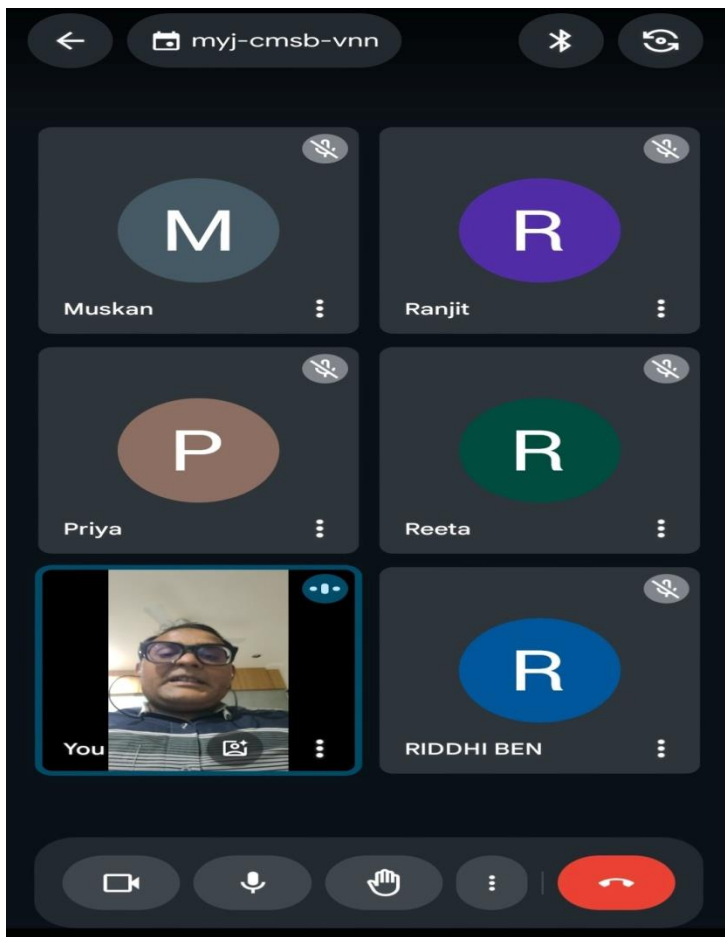 myj-cmsb-vnn
M
R
Muskan
Ranjit
P
R
Priya
Reeta
R
You
RIDDHI BEN